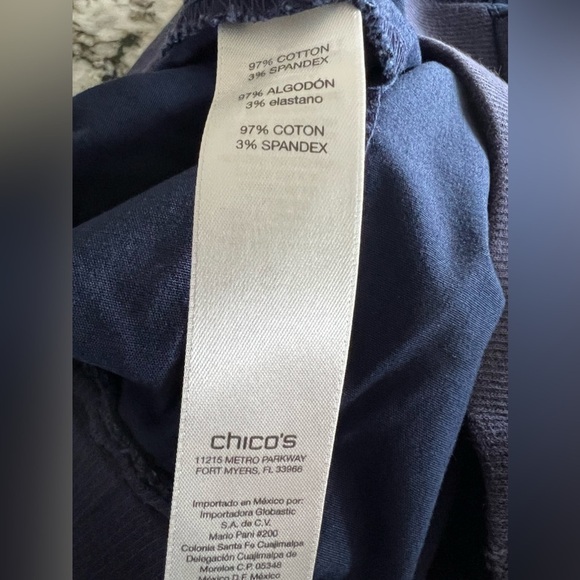 97% COTTON
3% SPANDEX
97% ALGODÓN
3% elastano
97% COTON
3% SPANDEX
chico's
11215 METRO PARKWAY
FORT MYERS, FL 33966
Importado en México por:
Importadora Globastic
S.A. de C.V.
Mario Pani #200
Colonia Santa Fe Cuajimalpa
Delegación Cuajimalpa de
Morelos C.P. 05348
México D.F. México